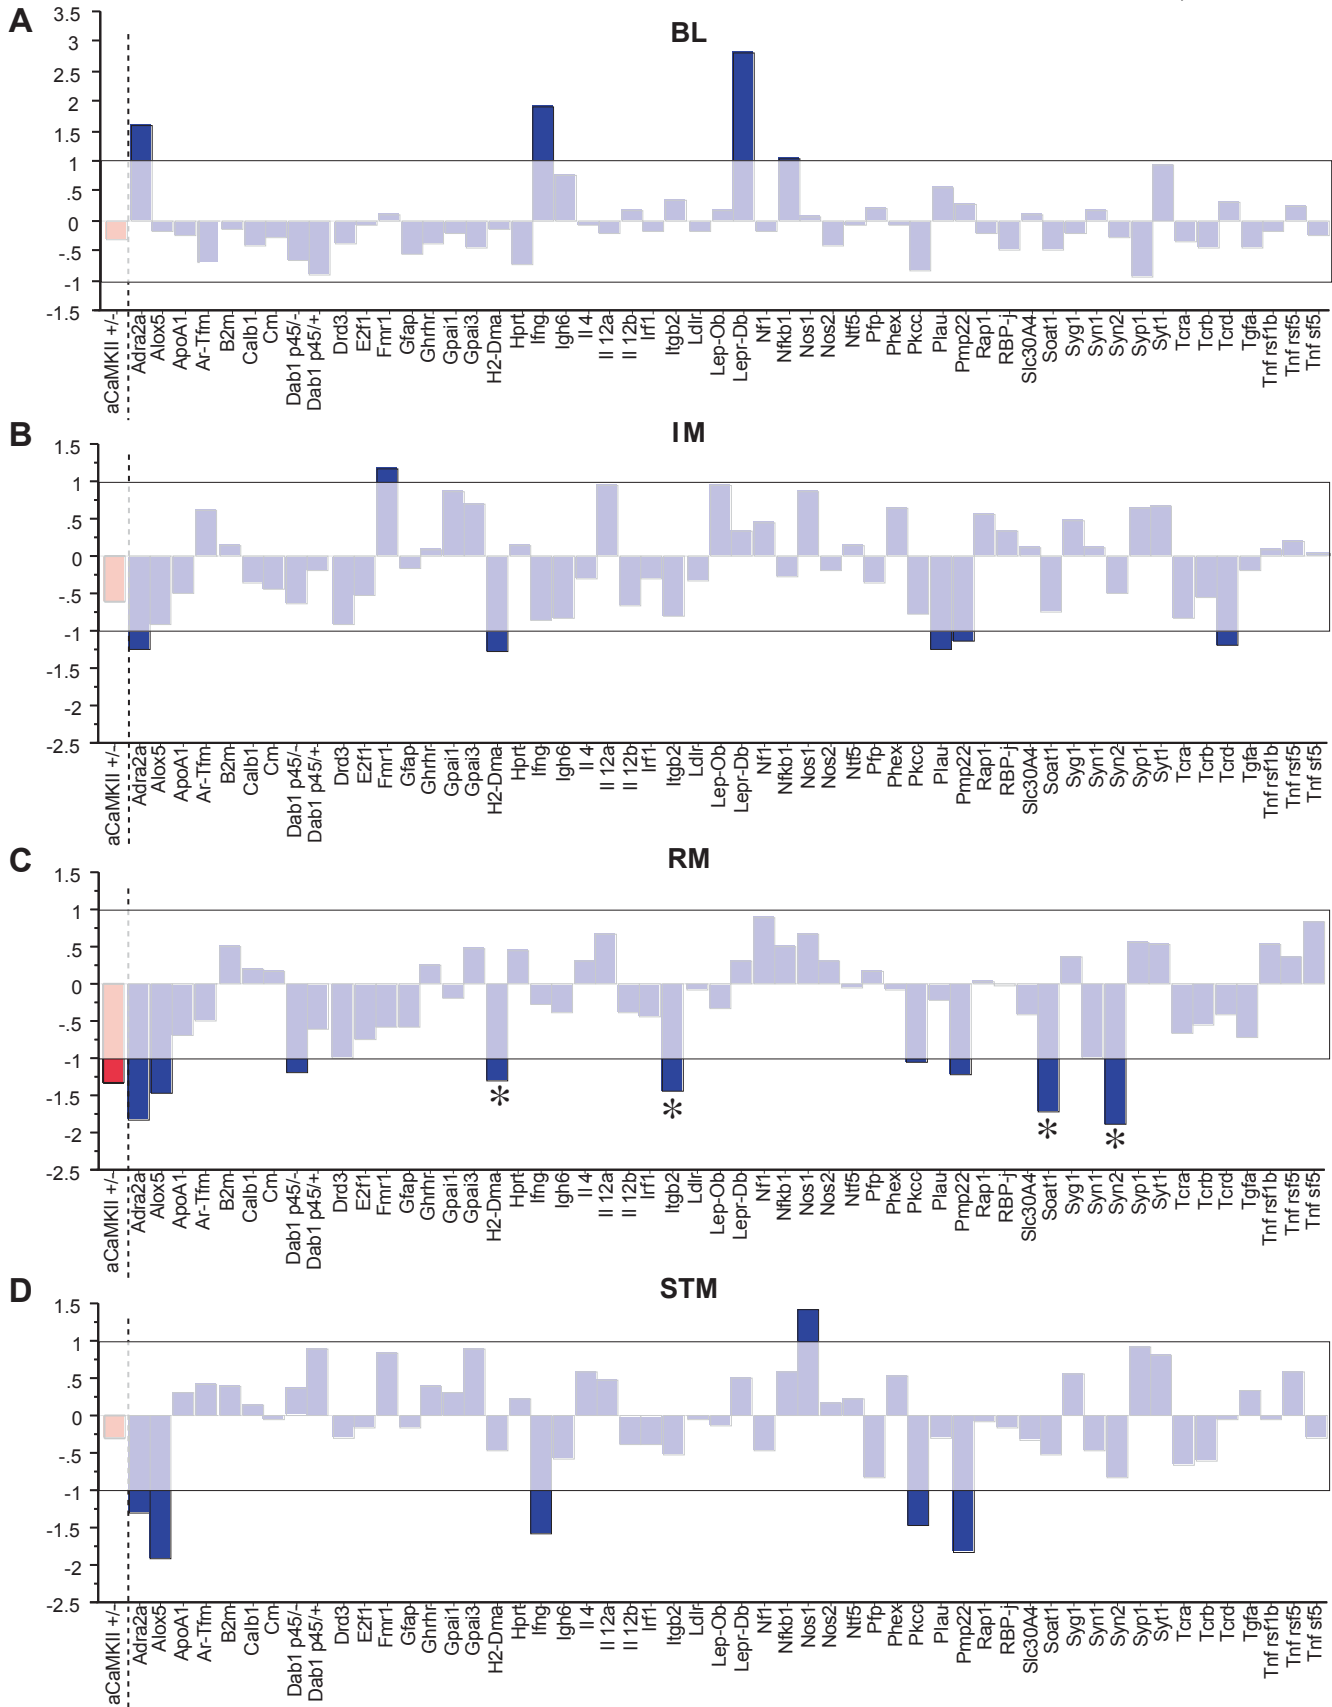 A
BL
3.5
3
2.5
2
1.5
1
.5
0
-.5
-1
-1.5
aCaMKII +/-
Adra2a
Alox5
ApoA1
Ar-Tfm
B2m
Calb1
Cm
Dab1 p45/-
Dab1 p45/+
Drd3
E2f1
Fmr1
Gfap
Ghrhr
Gpai1
Gpai3
H2-Dma
Hprt
Ifng
Igh6
Il 4
Il 12a
Il 12b
Irf1
Itgb2
Ldlr
Lep-Ob
Lepr-Db
Nf1
Nfkb1
Nos1
Nos2
Ntf5
Pfp
Phex
Pkcc
Plau
Pmp22
Rap1
RBP-j
Slc30A4
Soat1
Syg1
Syn1
Syn2
Syp1
Syt1
Tcra
Tcrb
Tcrd
Tgfa
Tnf rsf1b
Tnf rsf5
Tnf sf5
B
IM
1.5
1
.5
0
-.5
-1
-1.5
-2
-2.5
aCaMKII +/-
Adra2a
Alox5
ApoA1
Ar-Tfm
B2m
Calb1
Cm
Dab1 p45/-
Dab1 p45/+
Drd3
E2f1
Fmr1
Gfap
Ghrhr
Gpai1
Gpai3
H2-Dma
Hprt
Ifng
Igh6
Il 4
Il 12a
Il 12b
Irf1
Itgb2
Ldlr
Lep-Ob
Lepr-Db
Nf1
Nfkb1
Nos1
Nos2
Ntf5
Pfp
Phex
Pkcc
Plau
Pmp22
Rap1
RBP-j
Slc30A4
Soat1
Syg1
Syn1
Syn2
Syp1
Syt1
Tcra
Tcrb
Tcrd
Tgfa
Tnf rsf1b
Tnf rsf5
Tnf sf5
C
RM
1.5
1
.5
0
-.5
-1
-1.5
-2
-2.5
*
*
*
*
aCaMKII +/-
Adra2a
Alox5
ApoA1
Ar-Tfm
B2m
Calb1
Cm
Dab1 p45/-
Dab1 p45/+
Drd3
E2f1
Fmr1
Gfap
Ghrhr
Gpai1
Gpai3
H2-Dma
Hprt
Ifng
Igh6
Il 4
Il 12a
Il 12b
Irf1
Itgb2
Ldlr
Lep-Ob
Lepr-Db
Nf1
Nfkb1
Nos1
Nos2
Ntf5
Pfp
Phex
Pkcc
Plau
Pmp22
Rap1
RBP-j
Slc30A4
Soat1
Syg1
Syn1
Syn2
Syp1
Syt1
Tcra
Tcrb
Tcrd
Tgfa
Tnf rsf1b
Tnf rsf5
Tnf sf5
D
STM
1.5
1
.5
0
-.5
-1
-1.5
-2
-2.5
aCaMKII +/-
Adra2a
Alox5
ApoA1
Ar-Tfm
B2m
Calb1
Cm
Dab1 p45/-
Dab1 p45/+
Drd3
E2f1
Fmr1
Gfap
Ghrhr
Gpai1
Gpai3
H2-Dma
Hprt
Ifng
Igh6
Il 4
Il 12a
Il 12b
Irf1
Itgb2
Ldlr
Lep-Ob
Lepr-Db
Nf1
Nfkb1
Nos1
Nos2
Ntf5
Pfp
Phex
Pkcc
Plau
Pmp22
Rap1
RBP-j
Slc30A4
Soat1
Syg1
Syn1
Syn2
Syp1
Syt1
Tcra
Tcrb
Tcrd
Tgfa
Tnf rsf1b
Tnf rsf5
Tnf sf5